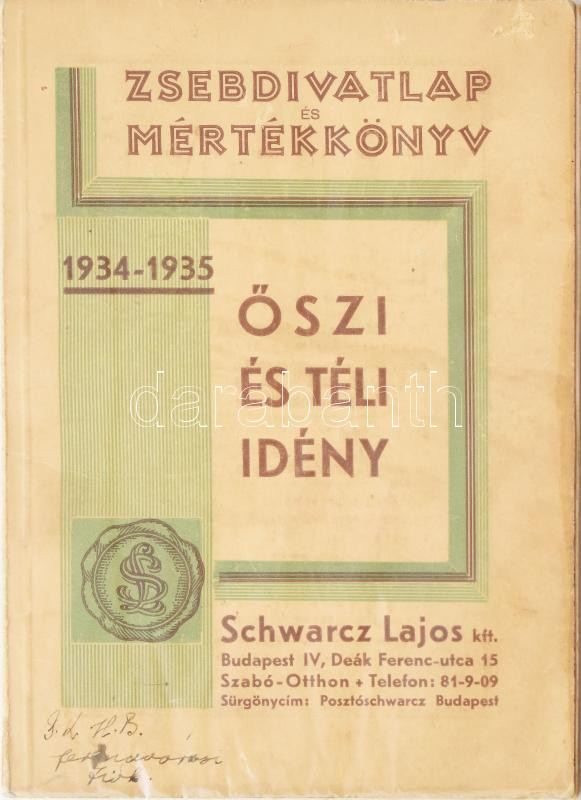 ZSEBDIVATLAP
ÉS
MÉRTÉKKÖNYV
1934-1935
ŐSZI
ÉS TÉLI
IDÉNY
darabanth
Schwarcz Lajos kft.
Budapest IV, Deák Ferenc-utca 15
Szabó-Otthon + Telefon: 81-9-09
Sürgönycím: Posztóschwarcz Budapest